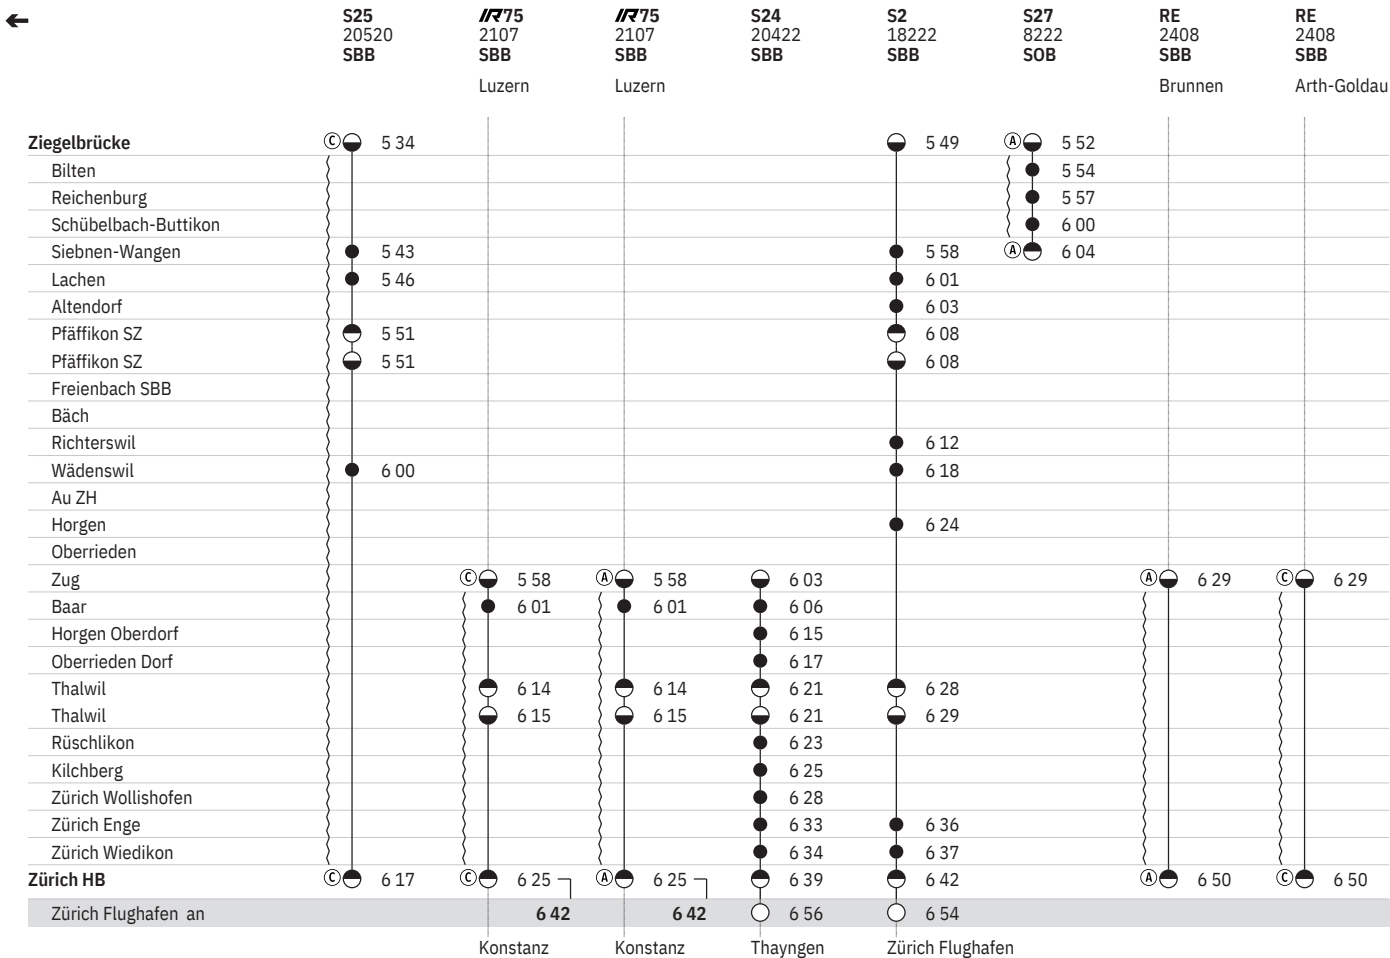 ← S25 IR75 IR75 S24 S2 S27 RE RE
20520 2107 2107 20422 18222 8222 2408 2408
SBB SBB SBB SBB SBB SOB SBB SBB
Luzern Luzern Brunnen Arth-Goldau
Ziegelbrücke Ⓒ 5 34 5 49 Ⓐ 5 52
Bilten 5 54
Reichenburg 5 57
Schübelbach-Buttikon 6 00
Siebnen-Wangen 5 43 5 58 Ⓐ 6 04
Lachen 5 46 6 01
Altendorf 6 03
Pfäffikon SZ 5 51 6 08
Pfäffikon SZ 5 51 6 08
Freienbach SBB
Bäch
Richterswil 6 12
Wädenswil 6 00 6 18
Au ZH
Horgen 6 24
Oberrieden
Zug Ⓒ 5 58 Ⓐ 5 58 6 03 Ⓐ 6 29 Ⓒ 6 29
Baar 6 01 6 01 6 06
Horgen Oberdorf 6 15
Oberrieden Dorf 6 17
Thalwil 6 14 6 14 6 21 6 28
Thalwil 6 15 6 15 6 21 6 29
Rüschlikon 6 23
Kilchberg 6 25
Zürich Wollishofen 6 28
Zürich Enge 6 33 6 36
Zürich Wiedikon 6 34 6 37
Zürich HB Ⓒ 6 17 Ⓒ 6 25 Ⓐ 6 25 6 39 6 42 Ⓐ 6 50 Ⓒ 6 50
Zürich Flughafen an 6 42 6 42 6 56 6 54
Konstanz Konstanz Thayngen Zürich Flughafen